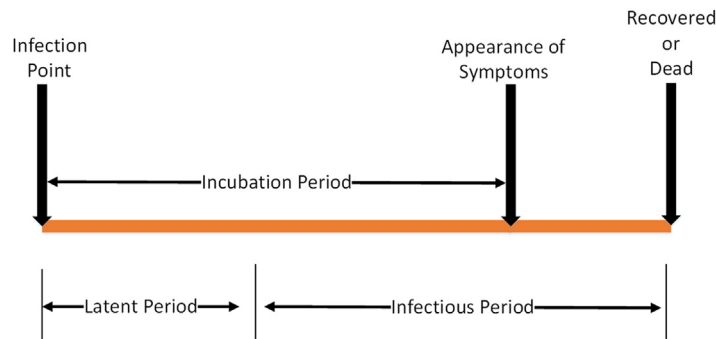 Infection
Point
Appearance of
Symptoms
Recovered
or
Dead
Incubation Period
Latent Period
Infectious Period